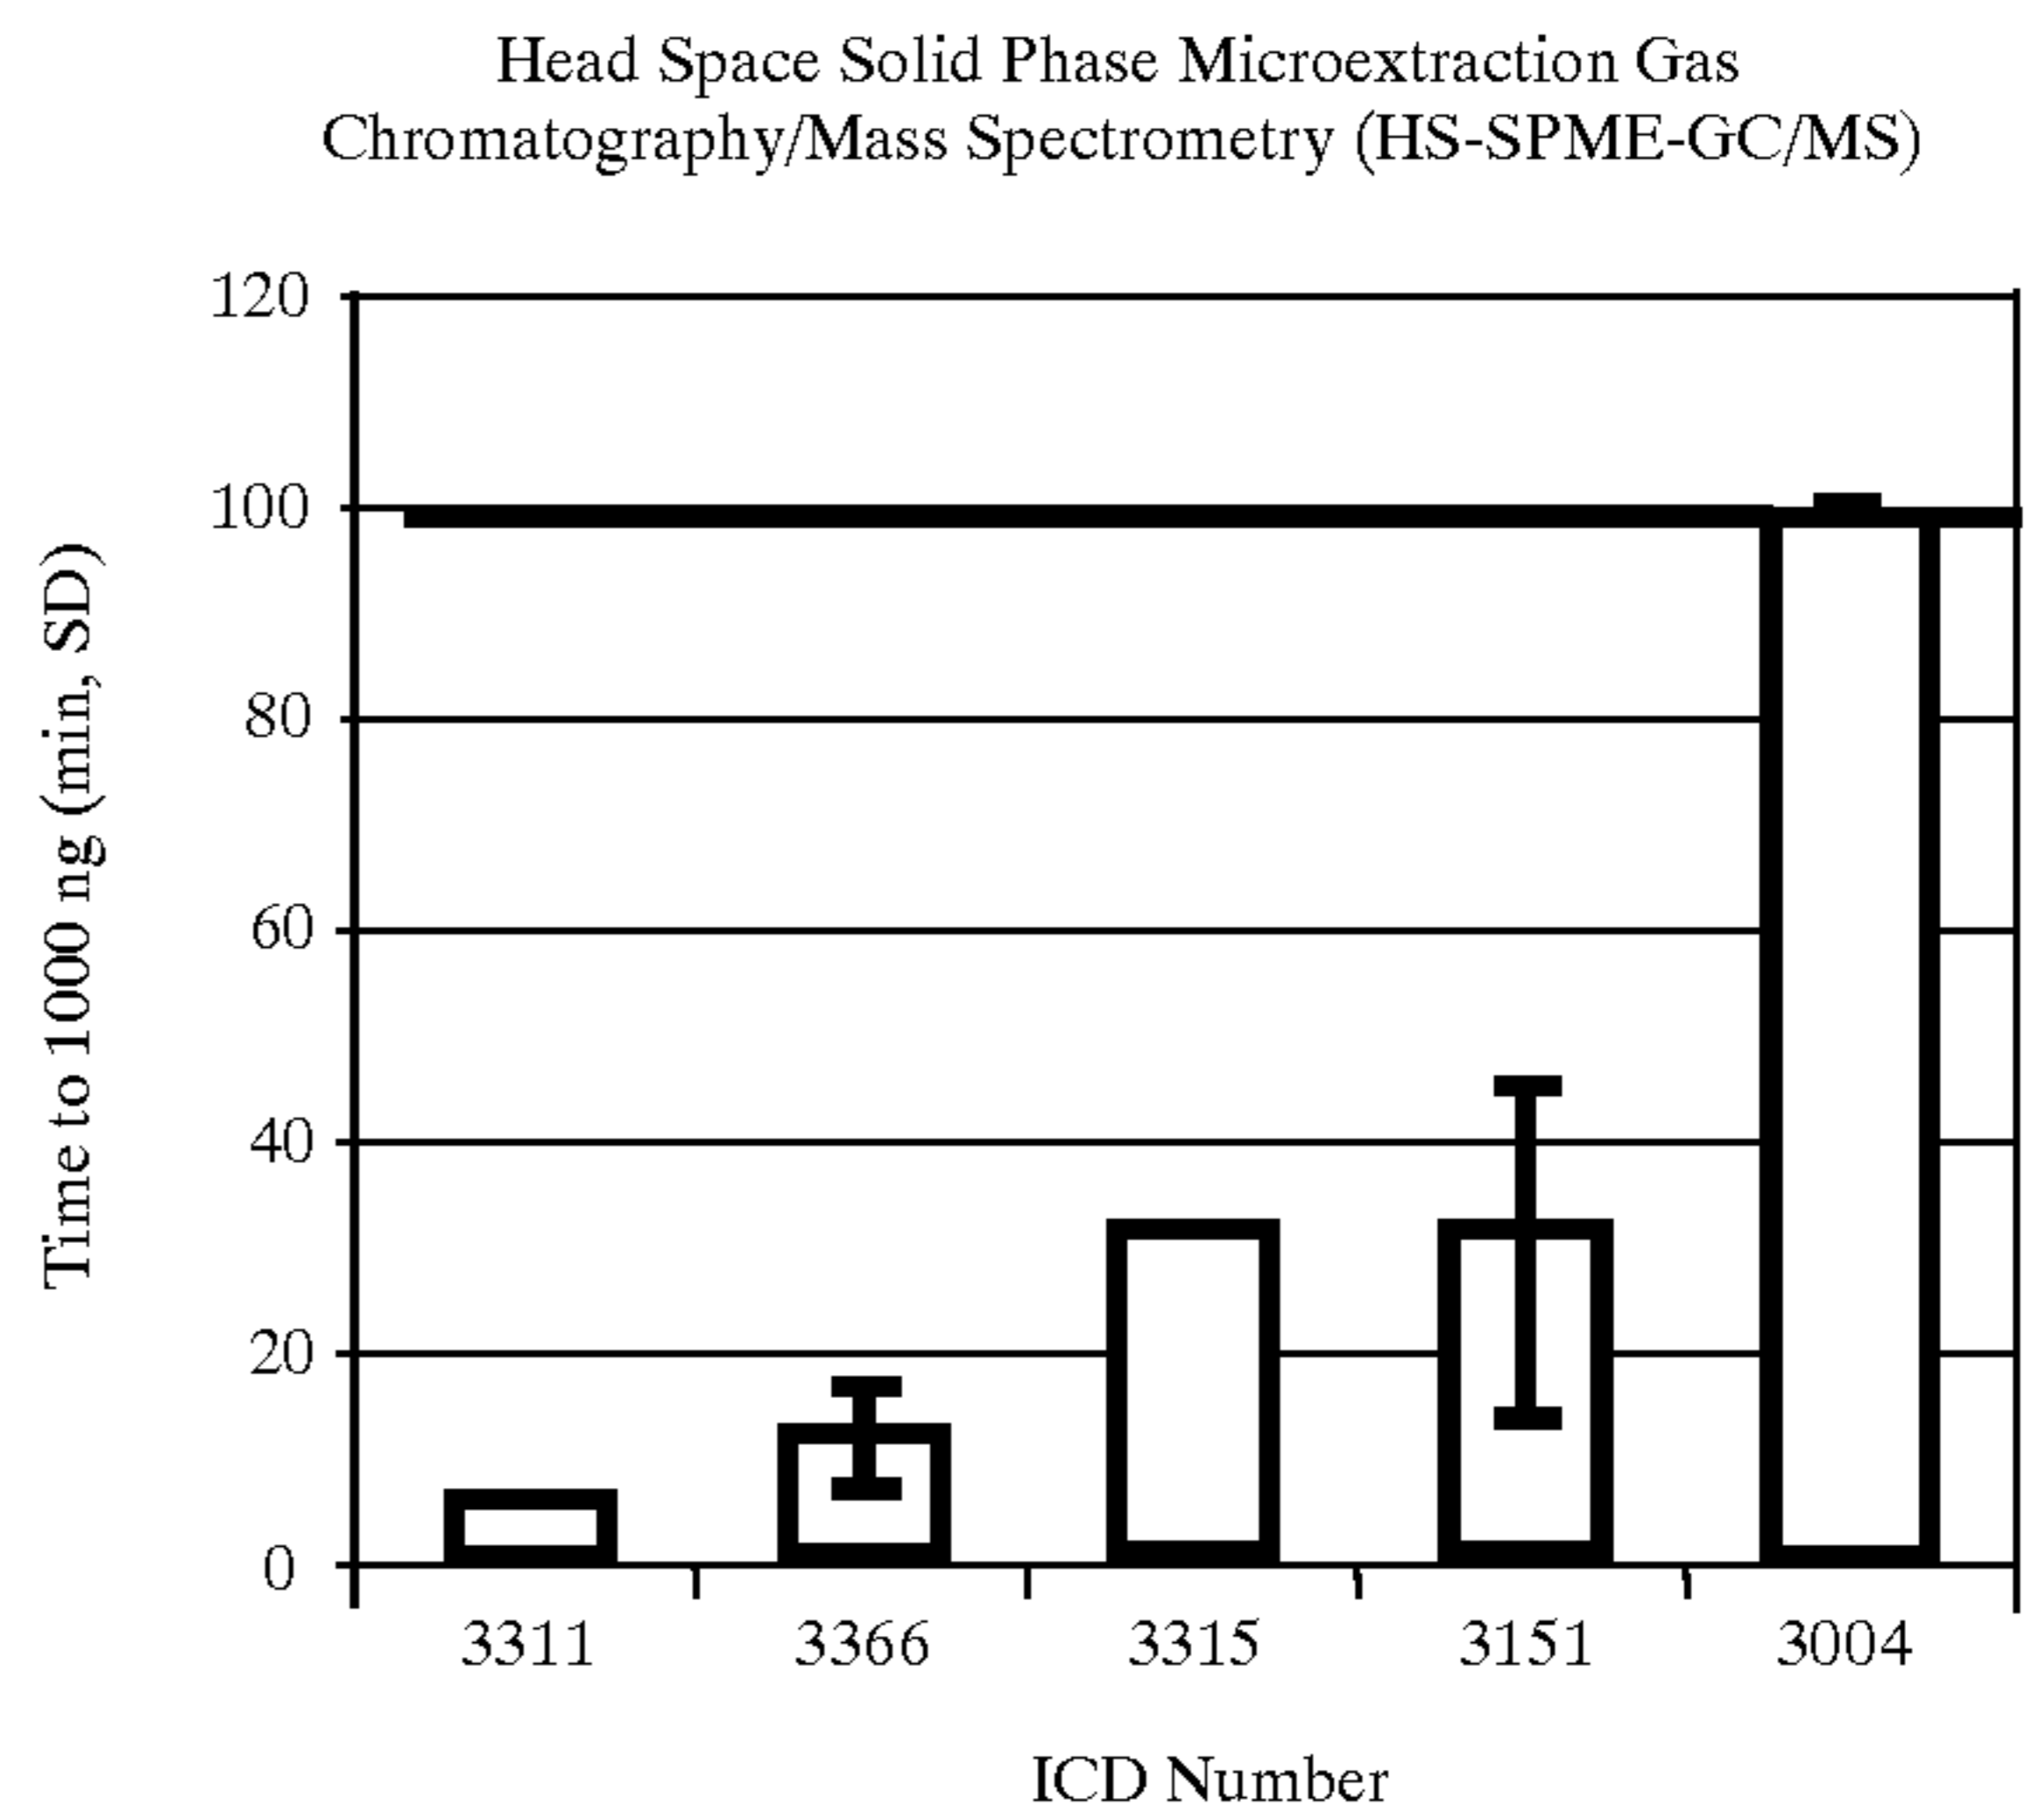 Head Space Solid Phase Microextraction Gas
Chromatography/Mass Spectrometry (HS-SPME-GC/MS)
120
100
80
60
40
20
0
Time to 1000 ng (min, SD)
3311 3366 3315 3151 3004
ICD Number